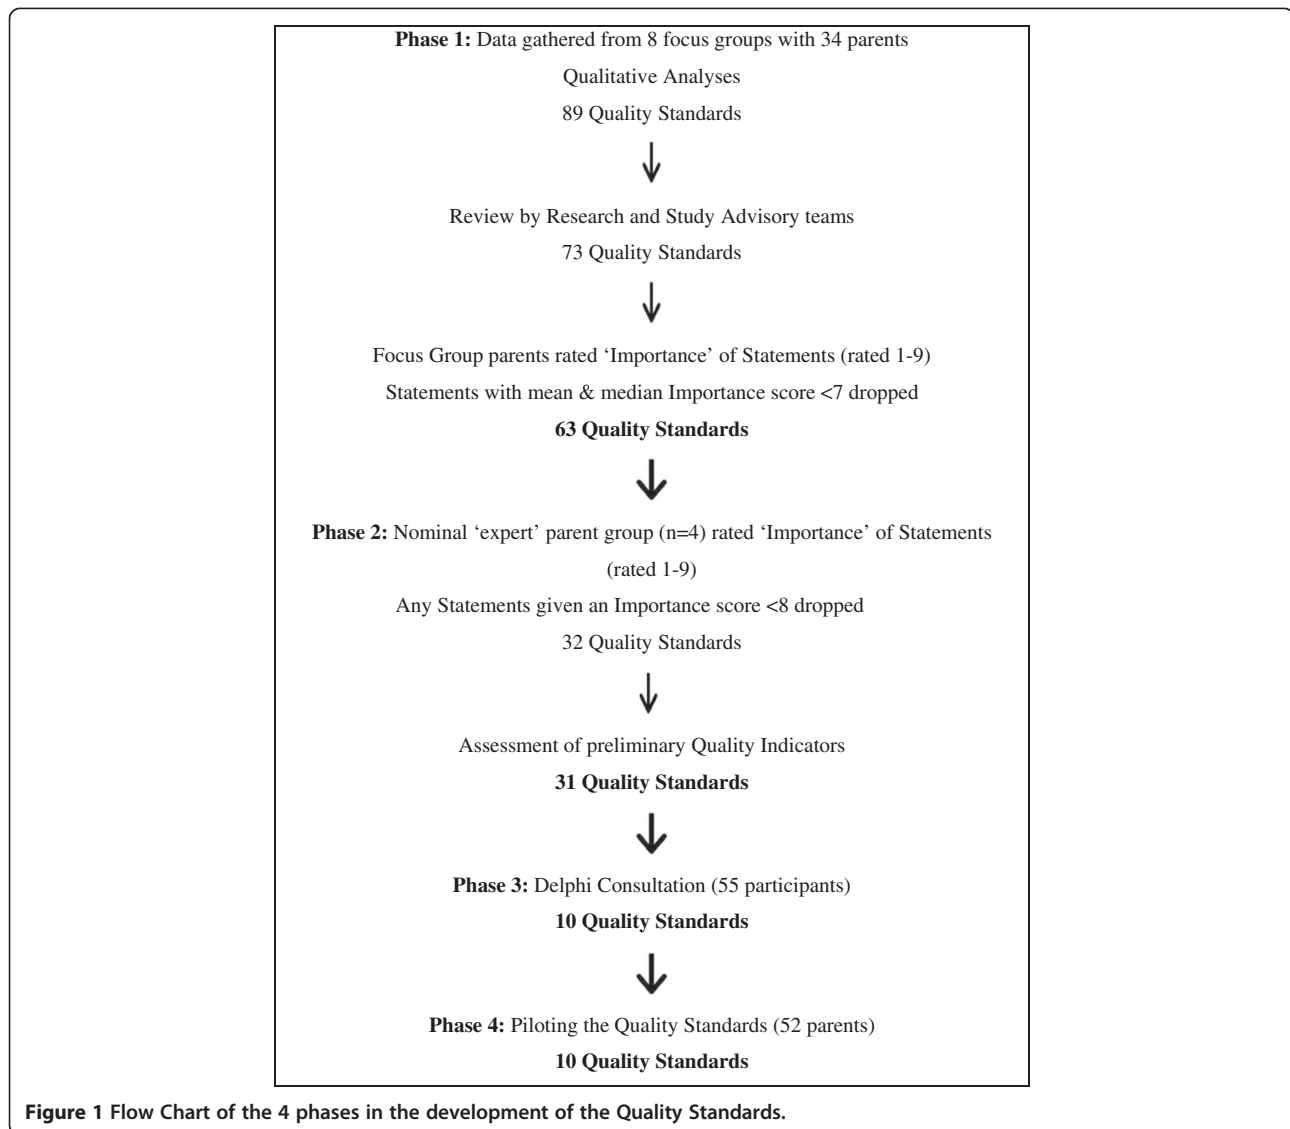 Phase 1: Data gathered from 8 focus groups with 34 parents
Qualitative Analyses
89 Quality Standards
Review by Research and Study Advisory teams
73 Quality Standards
Focus Group parents rated ‘Importance’ of Statements (rated 1-9)
Statements with mean & median Importance score <7 dropped
63 Quality Standards
Phase 2: Nominal ‘expert’ parent group (n=4) rated ‘Importance’ of Statements
(rated 1-9)
Any Statements given an Importance score <8 dropped
32 Quality Standards
Assessment of preliminary Quality Indicators
31 Quality Standards
Phase 3: Delphi Consultation (55 participants)
10 Quality Standards
Phase 4: Piloting the Quality Standards (52 parents)
10 Quality Standards
Figure 1 Flow Chart of the 4 phases in the development of the Quality Standards.